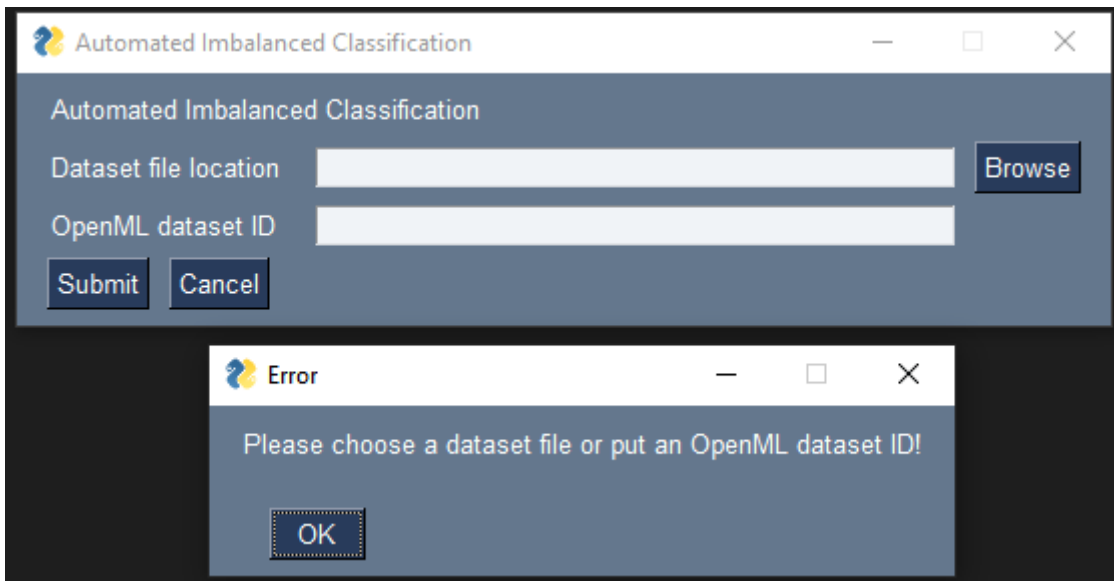 Automated Imbalanced Classification
Automated Imbalanced Classification
Dataset file location
Browse
OpenML dataset ID
Submit
Cancel
Error
Please choose a dataset file or put an OpenML dataset ID!
OK